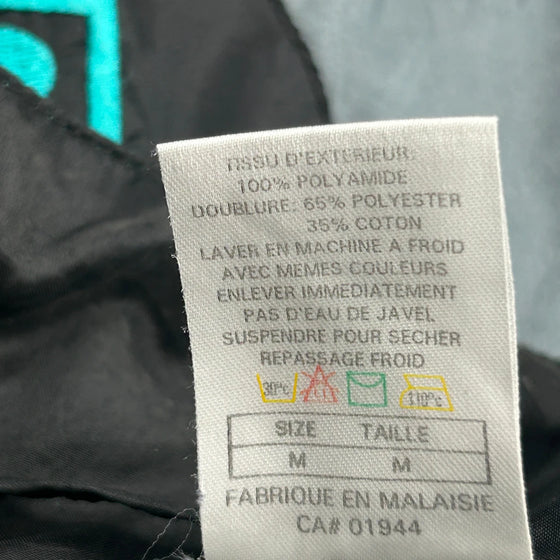 TISSU D'EXTERIEUR:
100% POLYAMIDE
DOUBLURE: 65% POLYESTER
35% COTON
LAVER EN MACHINE A FROID
AVEC MEMES COULEURS
ENLEVER IMMEDIATEMENT
PAS D'EAU DE JAVEL
SUSPENDRE POUR SECHER
REPASSAGE FROID
30°c CL 110°c
SIZE TAILLE
M M
FABRIQUE EN MALAISIE
CA# 01944